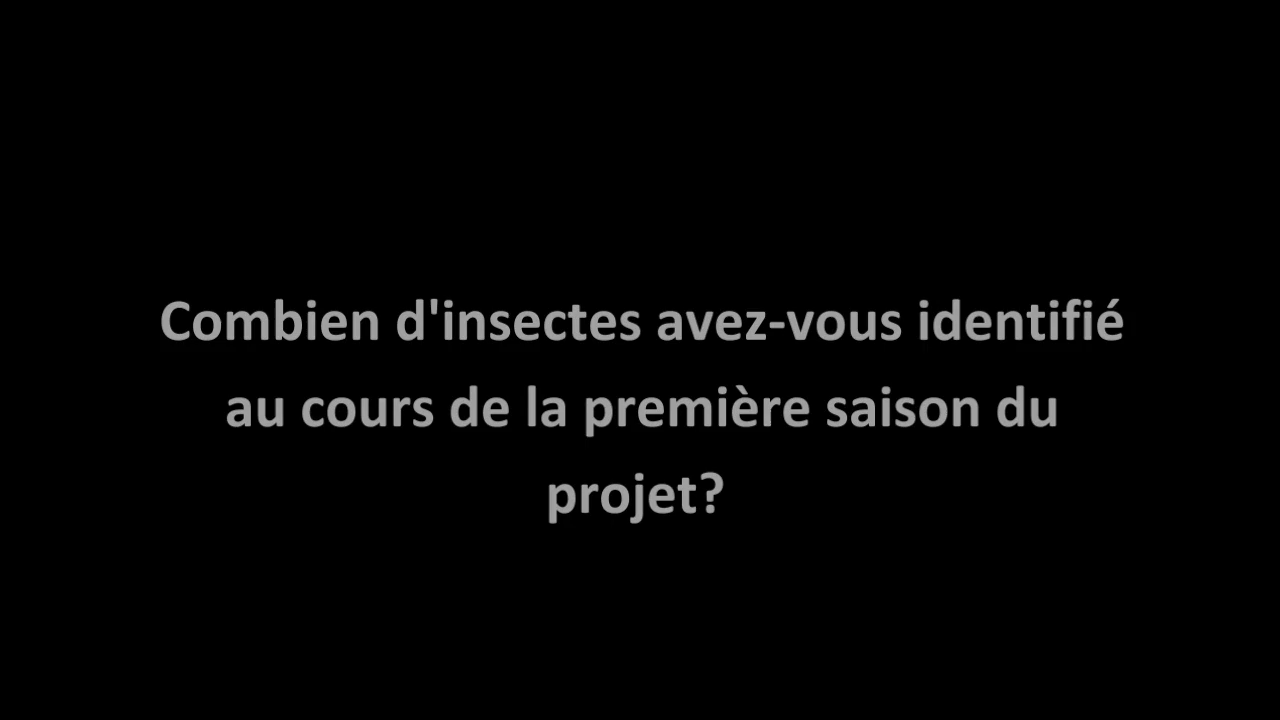 Combien d'insectes avez-vous identifié
au cours de la première saison du
projet?